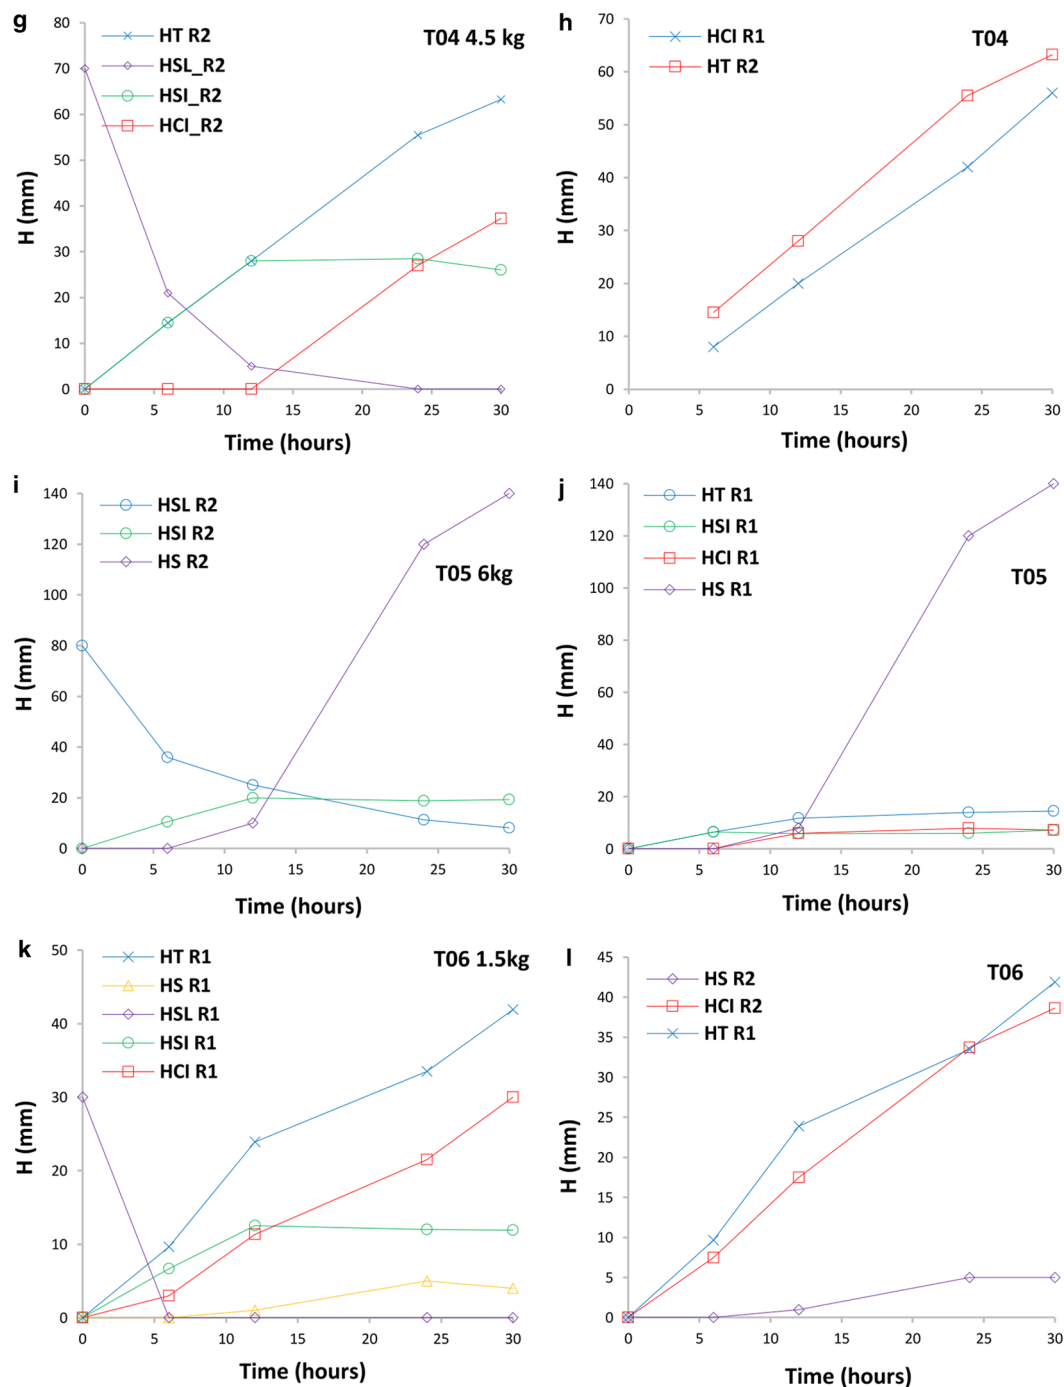 g
HT R2
HSL_R2
HSI_R2
HCI_R2
T04 4.5 kg
80
70
60
50
40
30
20
10
0
H (mm)
0 5 10 15 20 25 30
Time (hours)
h
HCI R1
HT R2
T04
70
60
50
40
30
20
10
0
H (mm)
0 5 10 15 20 25 30
Time (hours)
i
HSL R2
HSI R2
HS R2
T05 6kg
140
120
100
80
60
40
20
0
H (mm)
0 5 10 15 20 25 30
Time (hours)
j
HT R1
HSI R1
HCI R1
HS R1
T05
140
120
100
80
60
40
20
0
H (mm)
0 5 10 15 20 25 30
Time (hours)
k
HT R1
HS R1
HSL R1
HSI R1
HCI R1
T06 1.5kg
50
40
30
20
10
0
H (mm)
0 5 10 15 20 25 30
Time (hours)
l
HS R2
HCI R2
HT R1
T06
45
40
35
30
25
20
15
10
5
0
H (mm)
0 5 10 15 20 25 30
Time (hours)